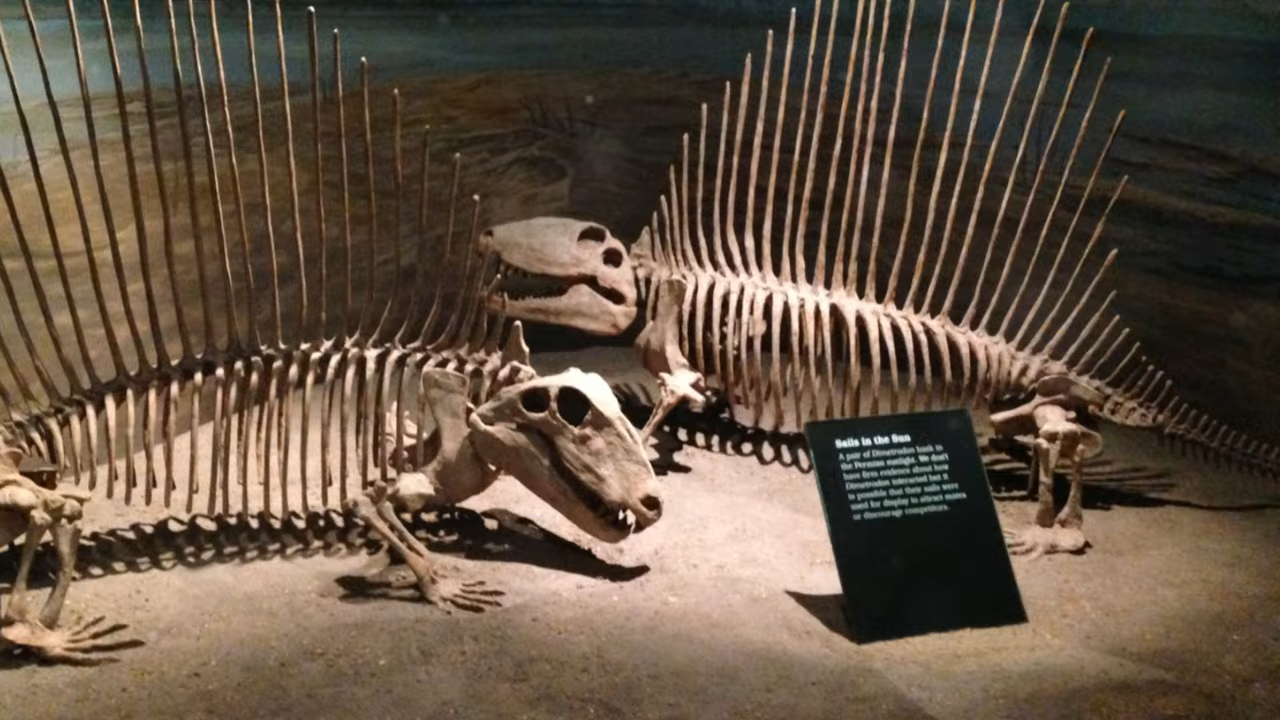 Sails in the Sun
A pair of Dimetrodon bask in
the Permian sunlight. We don't
have firm evidence about how
Dimetrodon interacted but it
is possible that their sails were
used for display to attract mates
or discourage competitors.